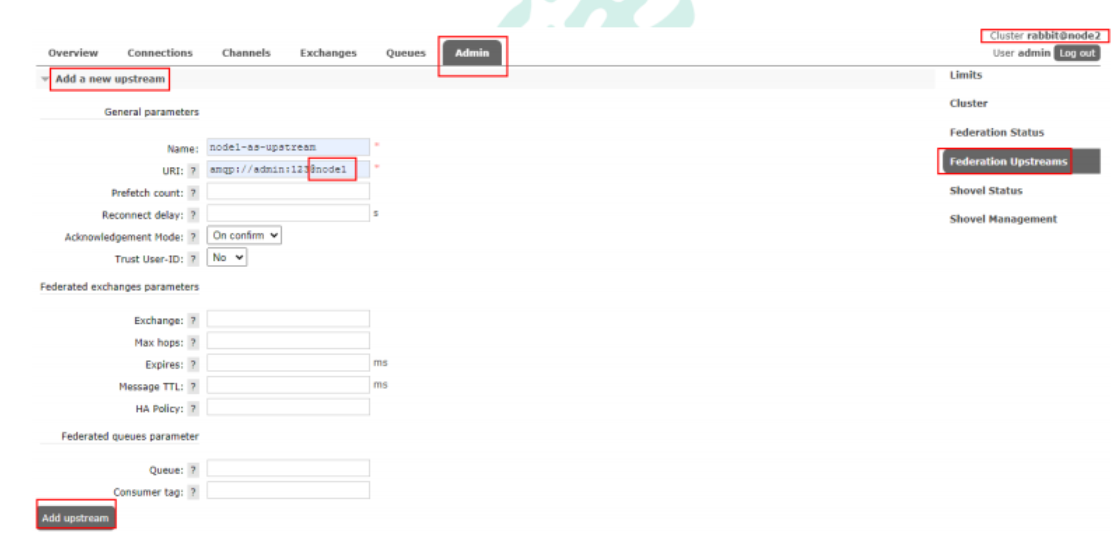 Cluster rabbit@node2
Overview Connections Channels Exchanges Queues Admin
User admin Log out
Add a new upstream
Limits
General parameters
Cluster
Federation Status
Name: node1-as-upstream *
URI: ? amqp://admin:123@node1 *
Federation Upstreams
Prefetch count: ?
Shovel Status
Reconnect delay: ? s
Shovel Management
Acknowledgement Mode: ? On confirm
Trust User-ID: ? No
Federated exchanges parameters
Exchange: ?
Max hops: ?
Expires: ? ms
Message TTL: ? ms
HA Policy: ?
Federated queues parameter
Queue: ?
Consumer tag: ?
Add upstream